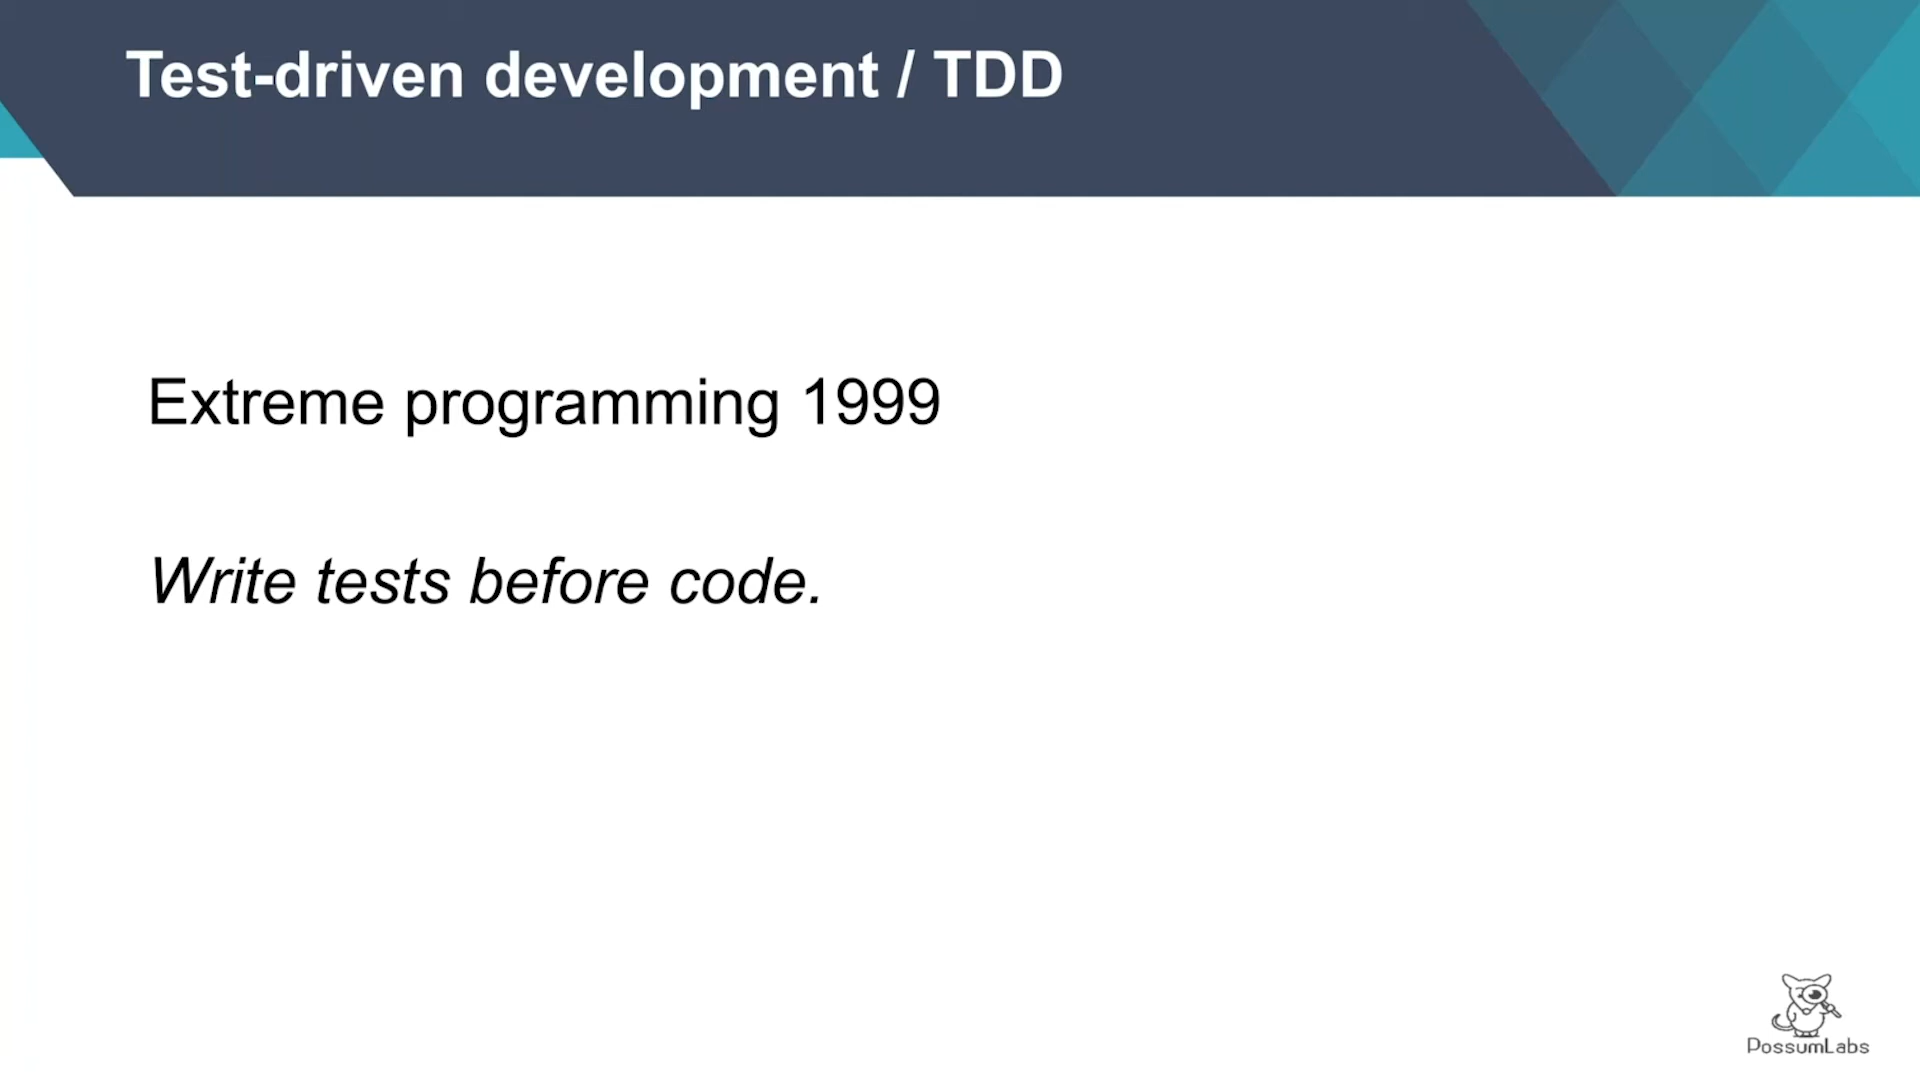 Test-driven development / TDD
Extreme programming 1999
Write tests before code.
PossumLabs